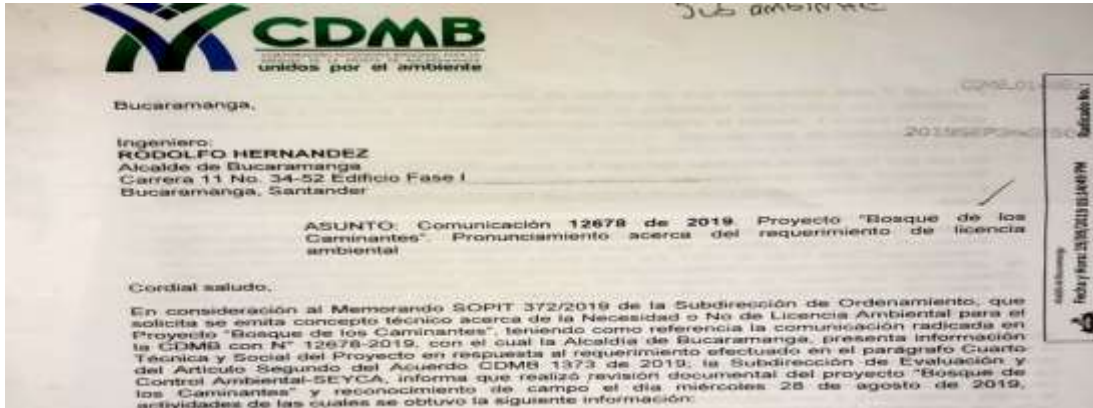 CDMB
unidos por el ambiente
Bucaramanga,
Ingeniero:
RODOLFO HERNANDEZ
Alcalde de Bucaramanga
Carrera 11 No. 34-52 Edificio Fase I
Bucaramanga, Santander
ASUNTO: Comunicación 12678 de 2019. Proyecto "Bosque de los
Caminantes". Pronunciamiento acerca del requerimiento de licencia
ambiental
Cordial saludo,
En consideración al Memorando SOPIT 372/2019 de la Subdirección de Ordenamiento, que
solicita se emita concepto técnico acerca de la Necesidad o No de Licencia Ambiental para el
Proyecto "Bosque de los Caminantes", teniendo como referencia la comunicación radicada en
la CDMB con N° 12678-2019, con el cual la Alcaldía de Bucaramanga, presenta información
Técnica y Social del Proyecto en respuesta al requerimiento efectuado en el parágrafo Cuarto
del Artículo Segundo del Acuerdo CDMB 1373 de 2019; la Subdirección de Evaluación y
Control Ambiental-SEYCA, informa que realizó revisión documental del proyecto "Bosque de
los Caminantes" y reconocimiento de campo el día miércoles 28 de agosto de 2019,
actividades de las cuales se obtuvo la siguiente información:
Radicado No.:
Fecha y Hora: